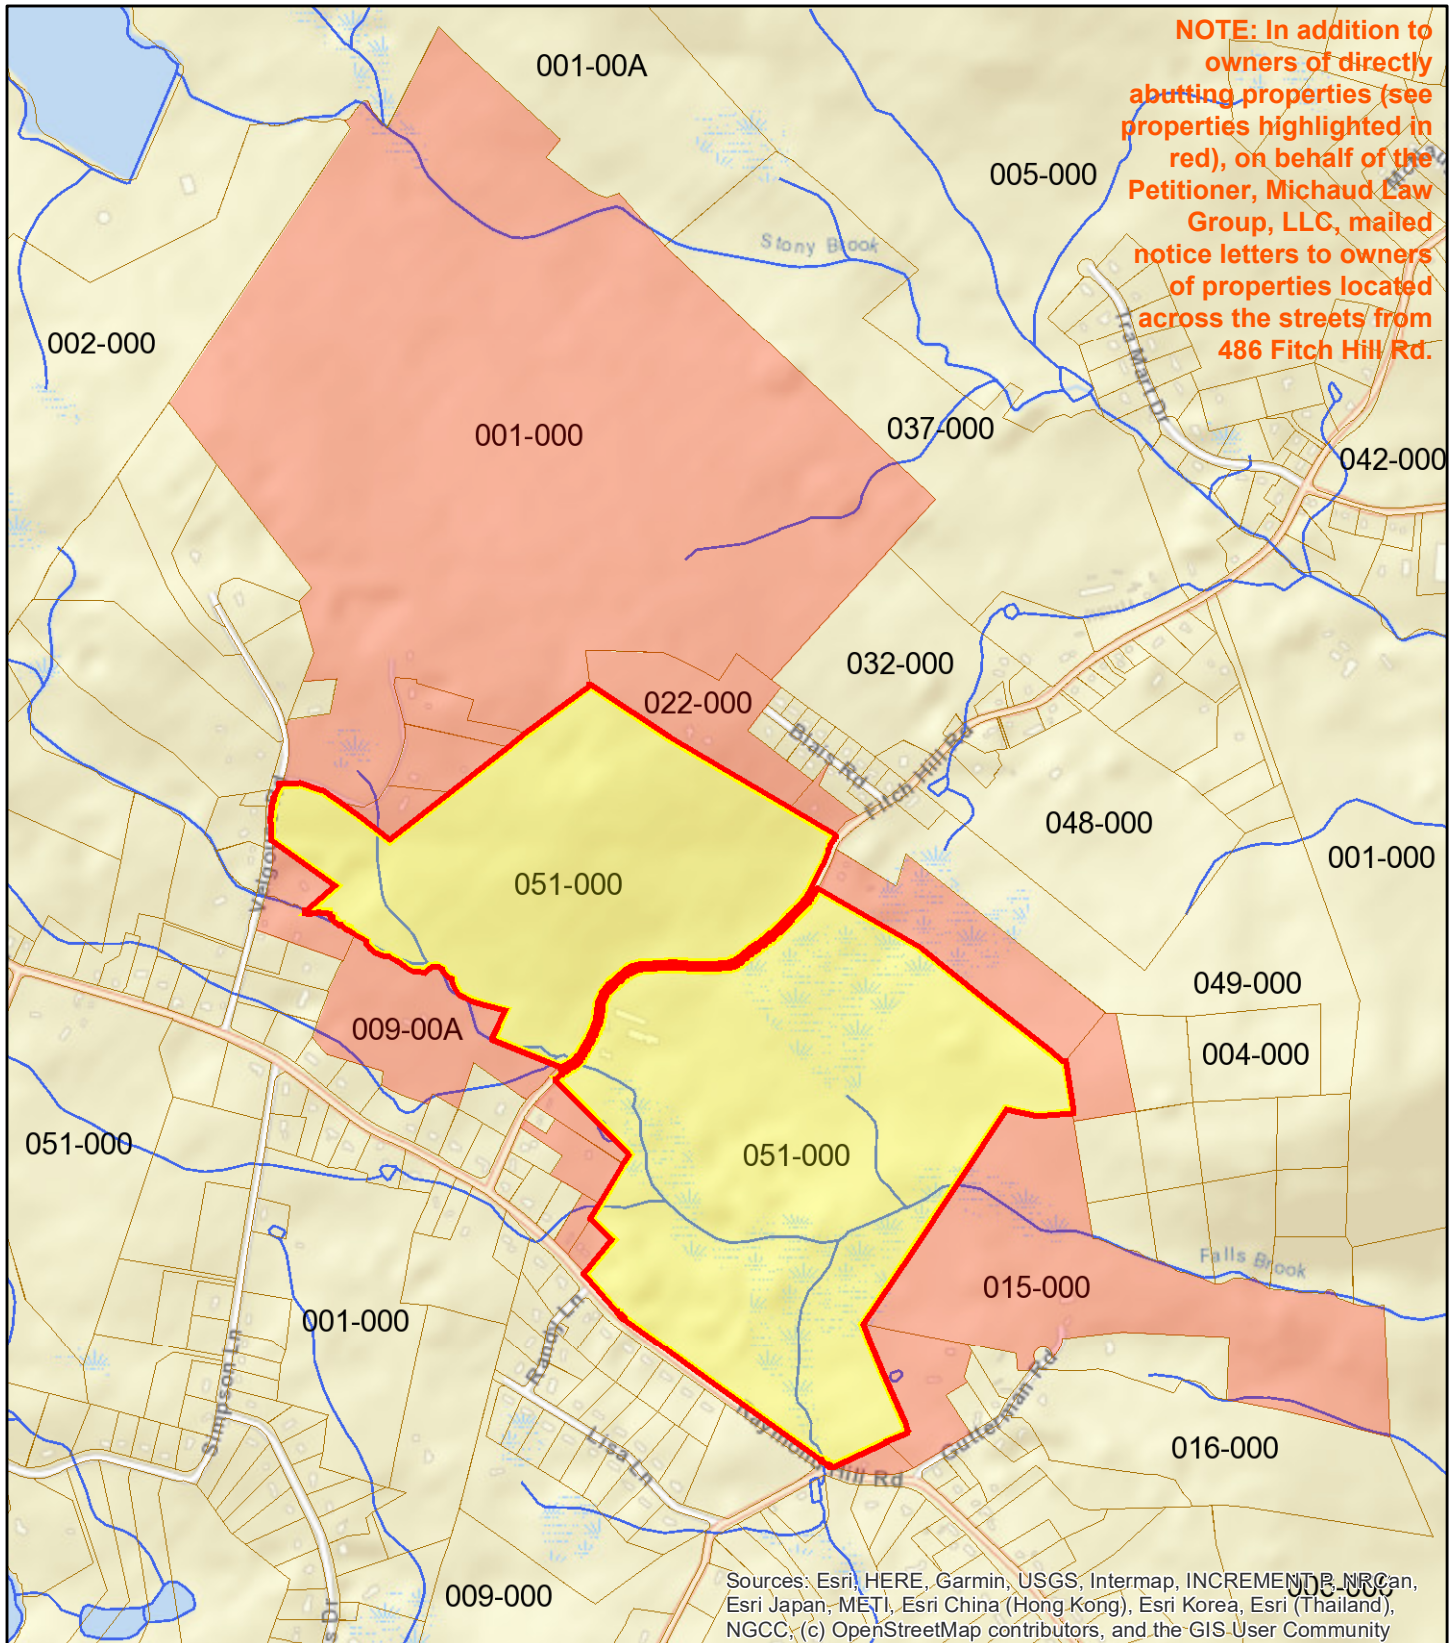 NOTE: In addition to
owners of directly
abutting properties (see
properties highlighted in
red), on behalf of the
Petitioner, Michaud Law
Group, LLC, mailed
notice letters to owners
of properties located
across the streets from
486 Fitch Hill Rd.
001-00A
005-000
Stony Brook
002-000
Ira Mart Dr
001-000
037-000
042-000
032-000
022-000
Blais Rd
Fitch Hill Rd
048-000
001-000
051-000
049-000
009-00A
004-000
051-000
051-000
Falls Brook
015-000
001-000
Randy Ln
Simpson Ln
Gutterman Rd
Lisa Ln
Raymond Hill Rd
016-000
009-000
s Dr
Sources: Esri, HERE, Garmin, USGS, Intermap, INCREMENT P, NRCan,
Esri Japan, METI, Esri China (Hong Kong), Esri Korea, Esri (Thailand),
NGCC, (c) OpenStreetMap contributors, and the GIS User Community